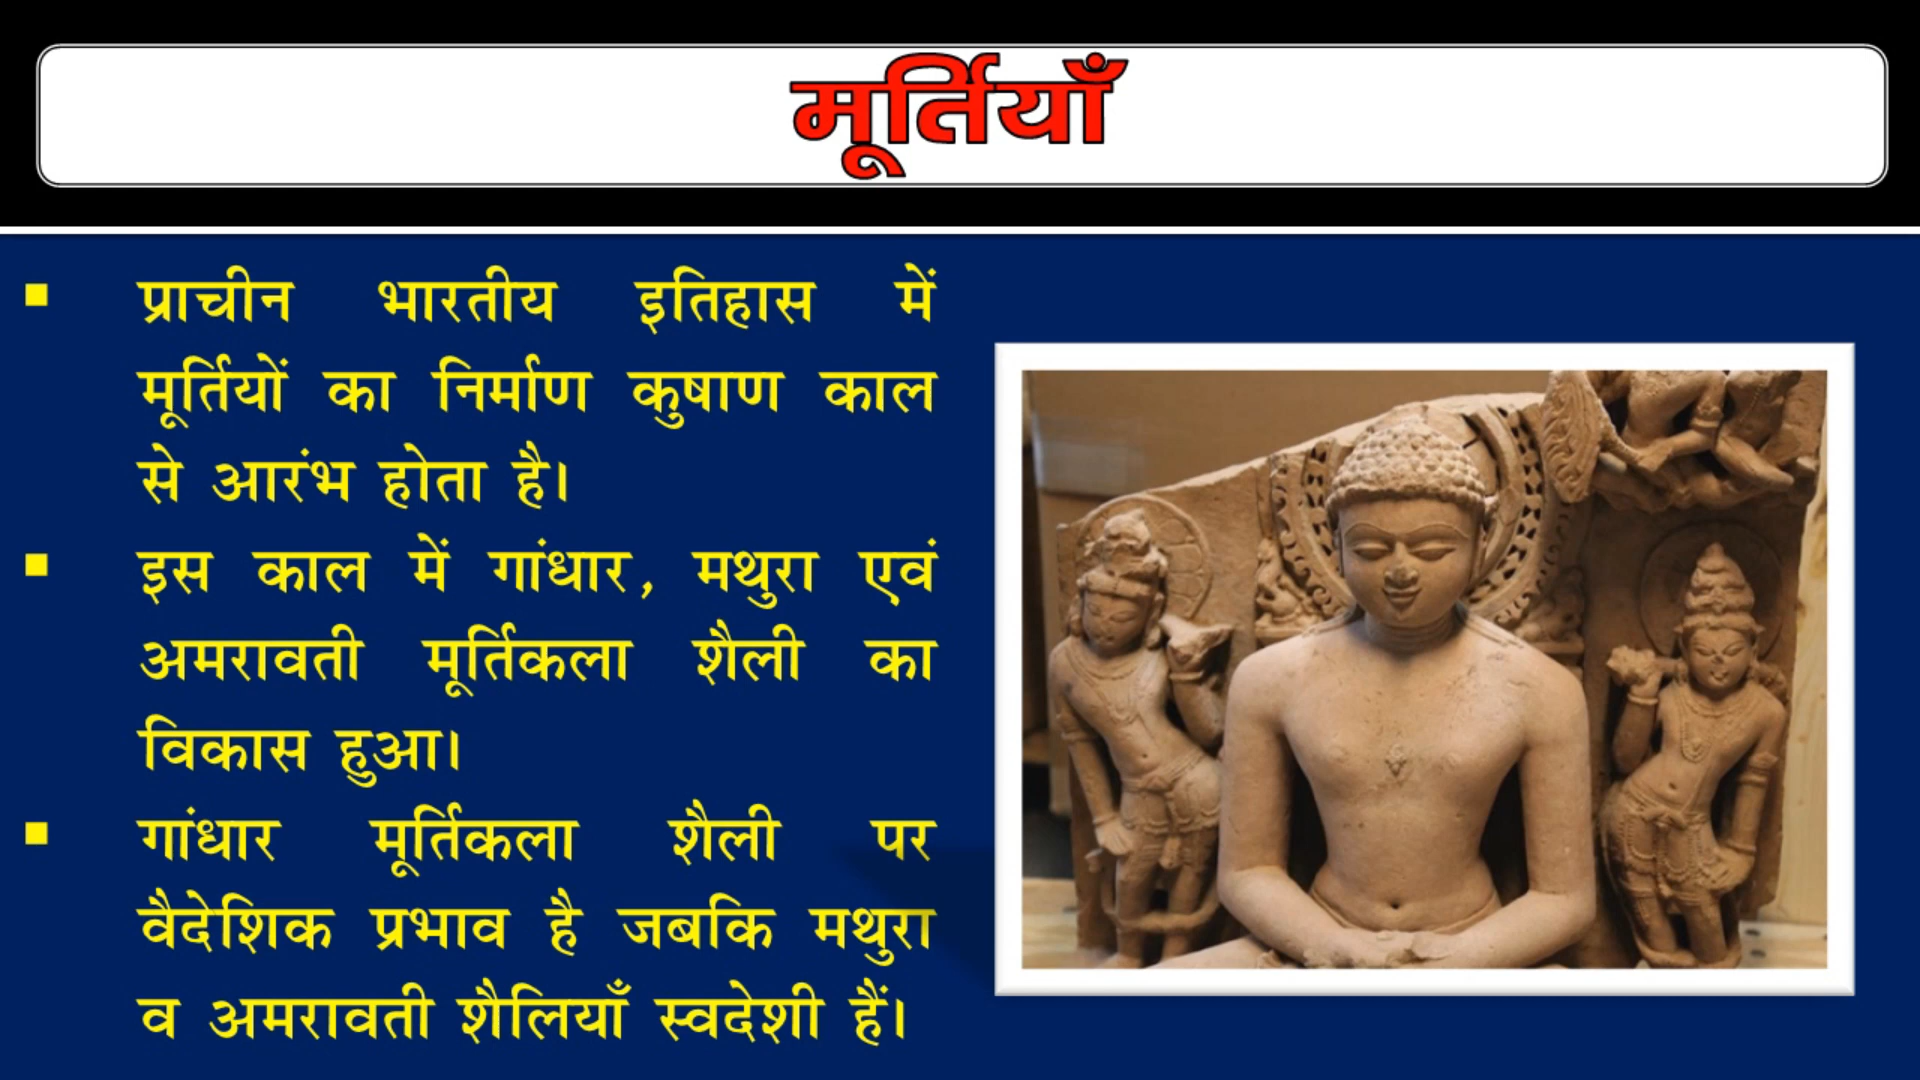 मूर्तियाँ
प्राचीन भारतीय इतिहास में
मूर्तियों का निर्माण कुषाण काल
से आरंभ होता है।
इस काल में गांधार, मथुरा एवं
अमरावती मूर्तिकला शैली का
विकास हुआ।
गांधार मूर्तिकला शैली पर
वैदेशिक प्रभाव है जबकि मथुरा
व अमरावती शैलियाँ स्वदेशी हैं।